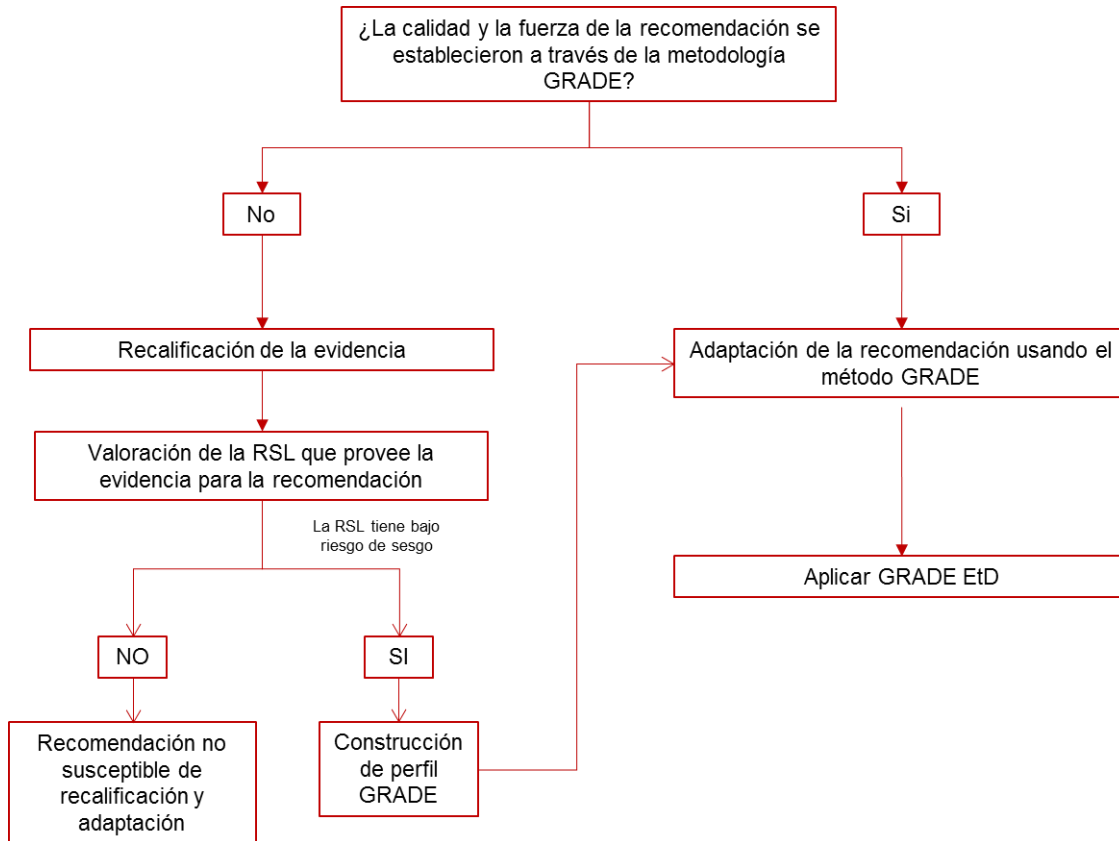 ¿La calidad y la fuerza de la recomendación se
establecieron a través de la metodología
GRADE?
No
Si
Recalificación de la evidencia
Adaptación de la recomendación usando el
método GRADE
Valoración de la RSL que provee la
evidencia para la recomendación
La RSL tiene bajo
riesgo de sesgo
Aplicar GRADE EtD
NO
SI
Recomendación no
susceptible de
recalificación y
adaptación
Construcción
de perfil
GRADE